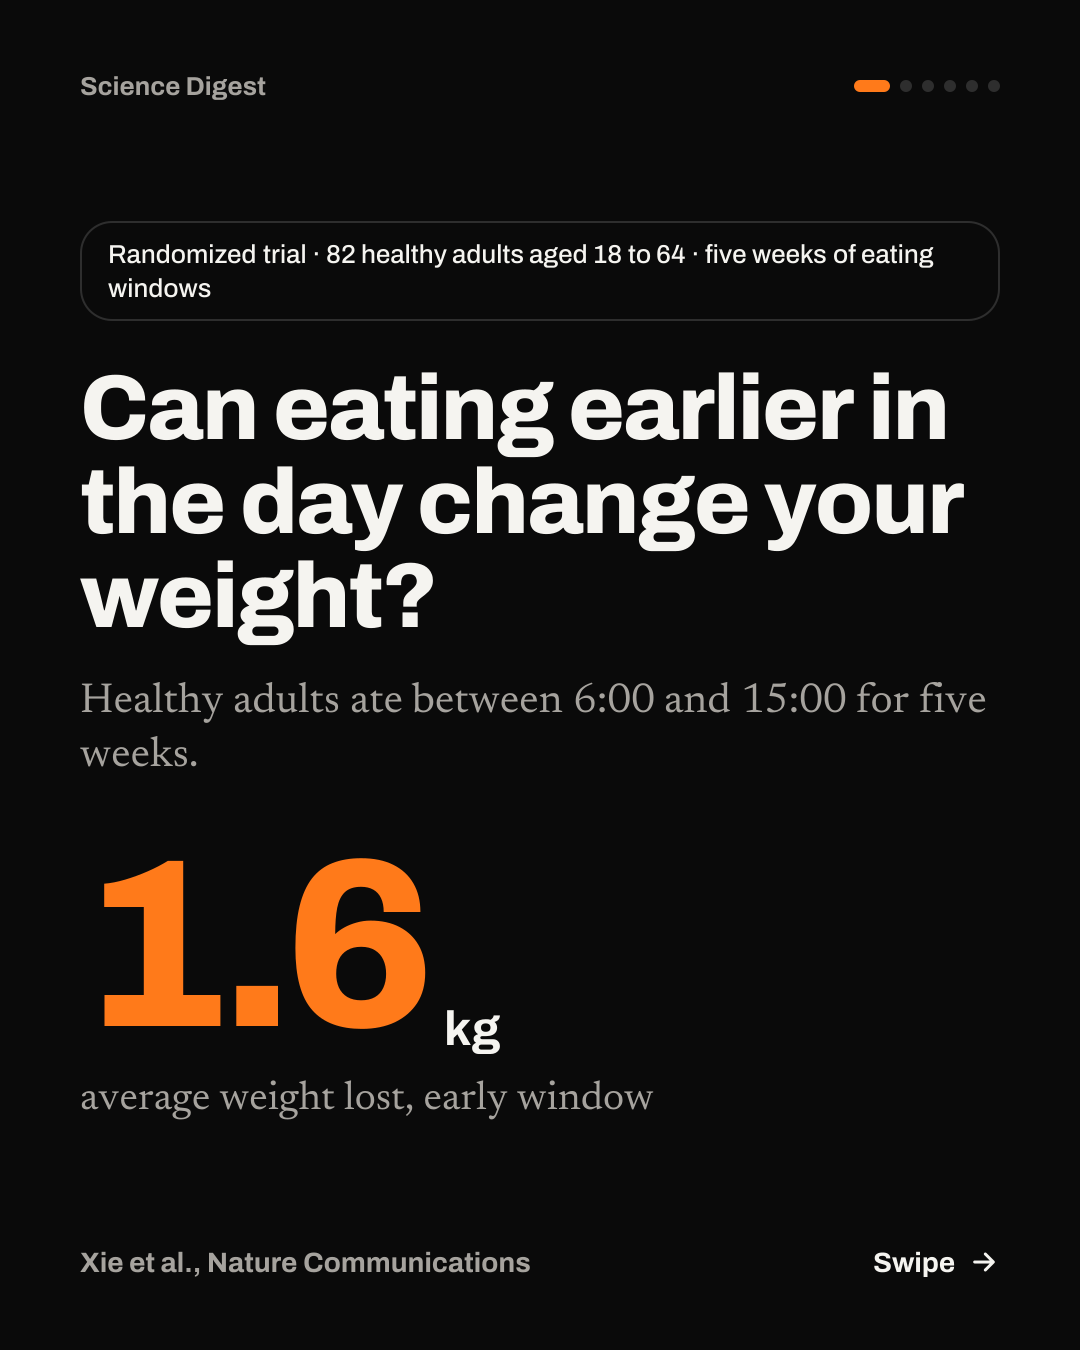 Science Digest
Randomized trial · 82 healthy adults aged 18 to 64 · five weeks of eating
windows
Can eating earlier in
the day change your
weight?
Healthy adults ate between 6:00 and 15:00 for five
weeks.
1.6 kg
average weight lost, early window
Xie et al., Nature Communications
Swipe →